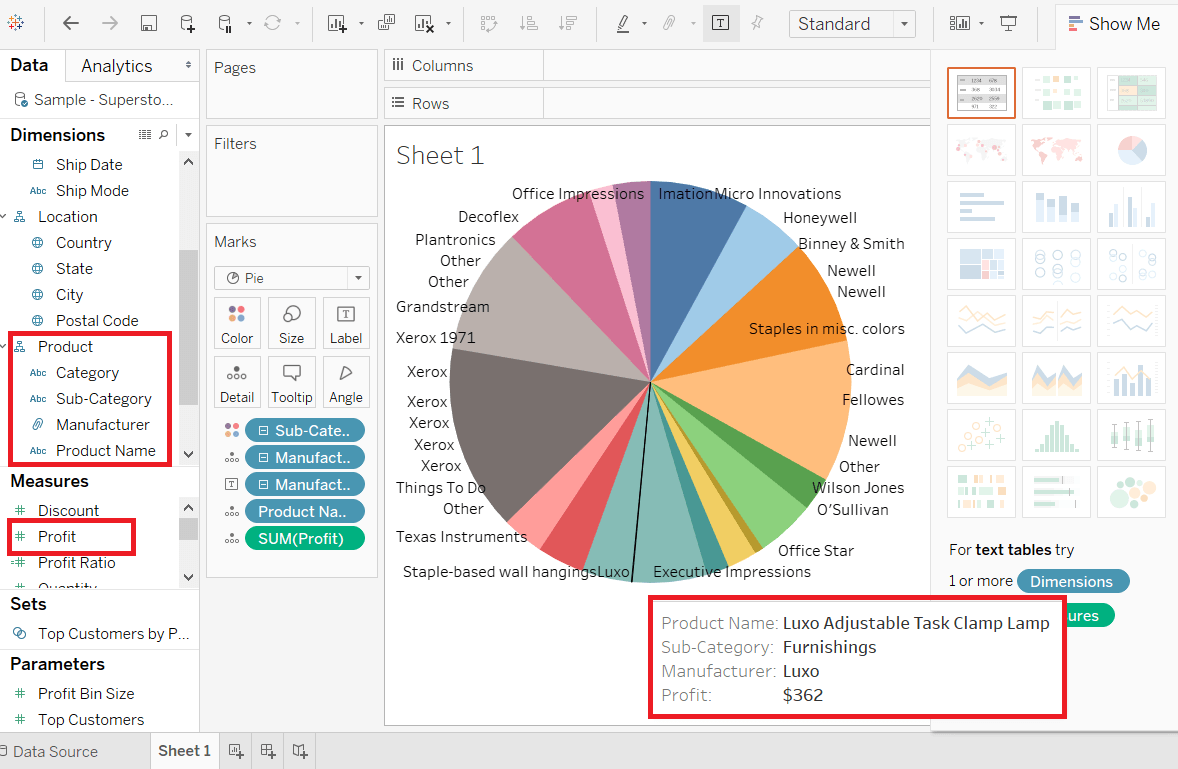 Standard
Show Me
Data
Analytics
Sample - Supersto...
Dimensions
Ship Date
Abc Ship Mode
Location
Country
State
City
Postal Code
Product
Abc Category
Abc Sub-Category
Manufacturer
Abc Product Name
Measures
# Discount
# Profit
=# Profit Ratio
# Quantity
Sets
Top Customers by P...
Parameters
# Profit Bin Size
# Top Customers
Pages
Filters
Marks
Pie
Color
Size
Label
Detail
Tooltip
Angle
Sub-Cate..
Manufact..
Manufact..
Product Na..
SUM(Profit)
Columns
Rows
Sheet 1
Office Impressions
Imation
Micro Innovations
Decoflex
Honeywell
Plantronics
Binney & Smith
Other
Newell
Other
Newell
Grandstream
Staples in misc. colors
Xerox 1971
Xerox
Cardinal
Xerox
Fellowes
Xerox
Xerox
Newell
Xerox
Other
Things To Do
Wilson Jones
Other
O'Sullivan
Texas Instruments
Office Star
Staple-based wall hangings
Luxo
Executive Impressions
Product Name: Luxo Adjustable Task Clamp Lamp
Sub-Category: Furnishings
Manufacturer: Luxo
Profit: $362
For text tables try
1 or more Dimensions
ures
Data Source
Sheet 1